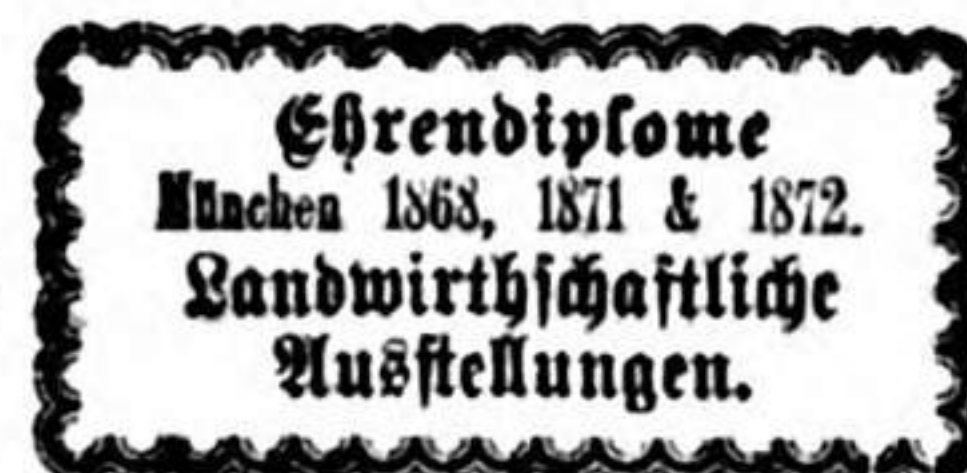 Ehrendiplome
München 1868, 1871 & 1872.
Landwirthschaftliche
Ausstellungen.